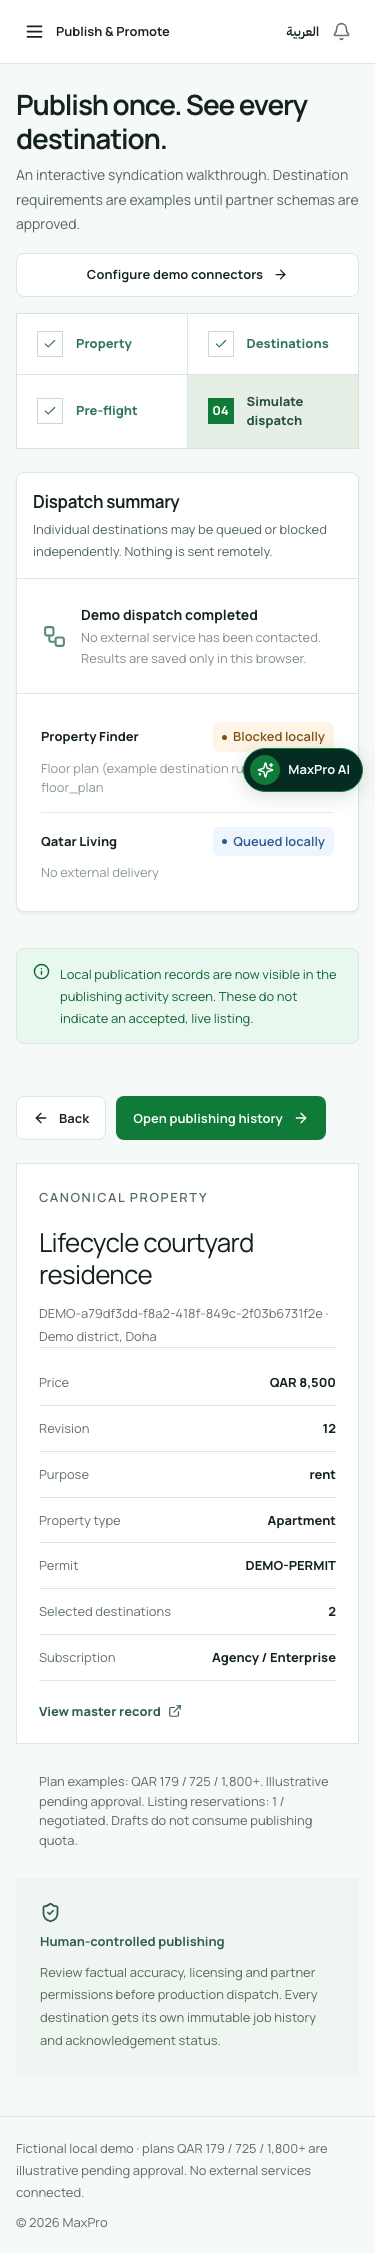 Publish & Promote
العربية
Publish once. See every
destination.
An interactive syndication walkthrough. Destination
requirements are examples until partner schemas are
approved.
Configure demo connectors
Property
Destinations
Pre-flight
04
Simulate
dispatch
Dispatch summary
Individual destinations may be queued or blocked
independently. Nothing is sent remotely.
Demo dispatch completed
No external service has been contacted.
Results are saved only in this browser.
Property Finder
Blocked locally
Floor plan (example destination
MaxPro AI
floor_plan
Qatar Living
Queued locally
No external delivery
Local publication records are now visible in the
publishing activity screen. These do not
indicate an accepted, live listing.
Back
Open publishing history
CANONICAL PROPERTY
Lifecycle courtyard
residence
DEMO-a79df3dd-f8a2-418f-849c-2f03b6731f2e ·
Demo district, Doha
Price QAR 8,500
Revision 12
Purpose rent
Property type Apartment
Permit DEMO-PERMIT
Selected destinations 2
Subscription Agency / Enterprise
View master record
Plan examples: QAR 179 / 725 / 1,800+. Illustrative
pending approval. Listing reservations: 1 /
negotiated. Drafts do not consume publishing
quota.
Human-controlled publishing
Review factual accuracy, licensing and partner
permissions before production dispatch. Every
destination gets its own immutable job history
and acknowledgement status.
Fictional local demo · plans QAR 179 / 725 / 1,800+ are
illustrative pending approval. No external services
connected.
© 2026 MaxPro